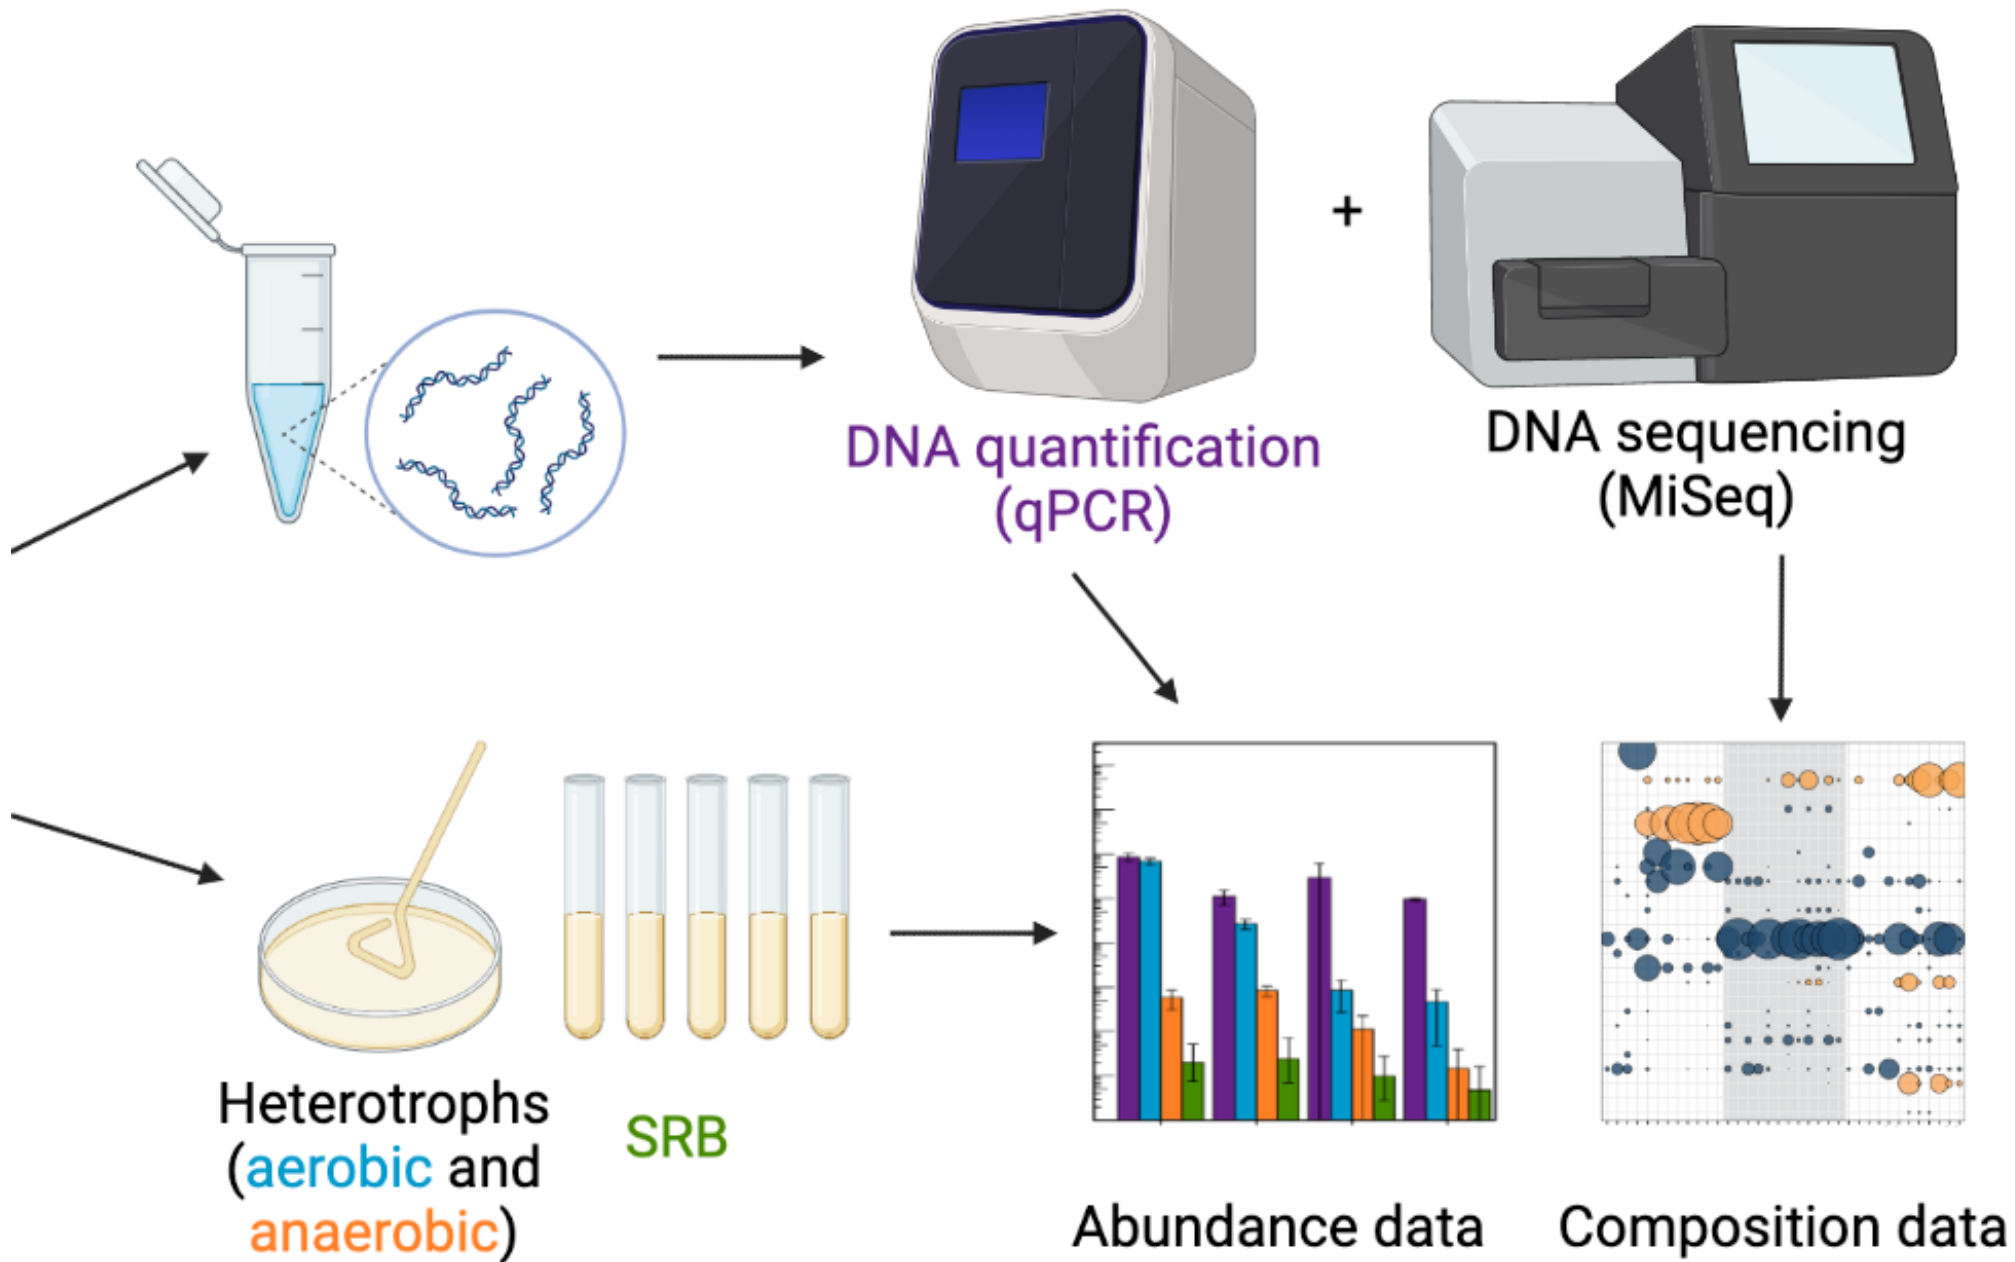 +
DNA quantification
(qPCR)
DNA sequencing
(MiSeq)
Heterotrophs
(aerobic and
anaerobic)
SRB
Abundance data
Composition data